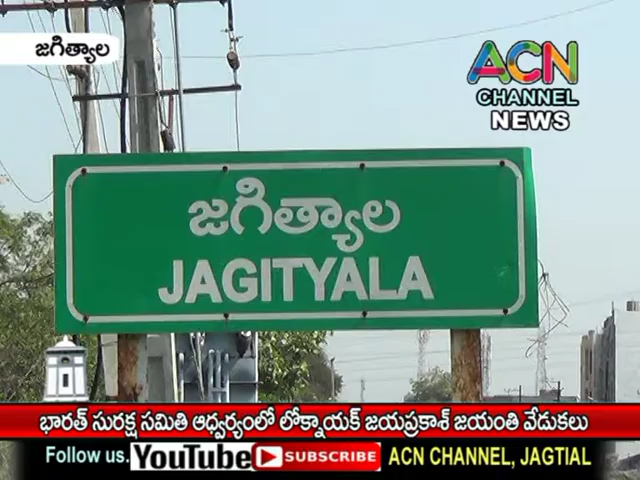 జగిత్యాల
ACN
CHANNEL
NEWS
జగిత్యాల
JAGITYALA
భారత్ సురక్ష సమితి ఆధ్వర్యంలో లోక్నాయక్ జయప్రకాశ్ జయంతి వేడుకలు
Follow us. YouTube SUBSCRIBE ACN CHANNEL, JAGTIAL